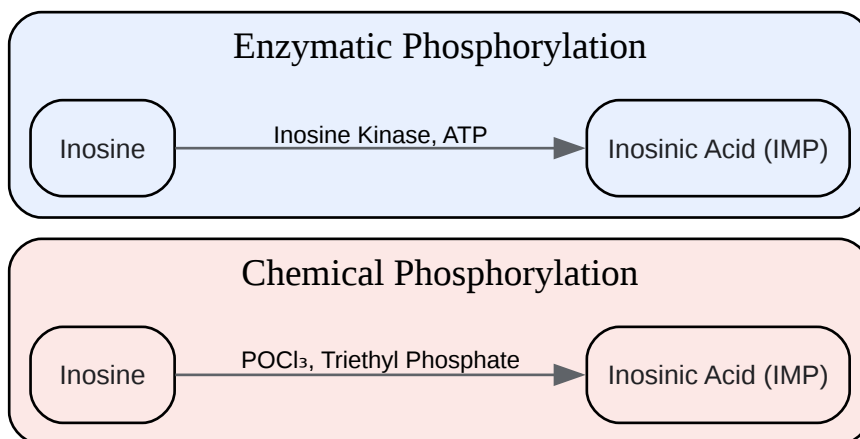 Enzymatic Phosphorylation
Inosine
Inosine Kinase, ATP
Inosinic Acid (IMP)
Chemical Phosphorylation
Inosine
POCl₃, Triethyl Phosphate
Inosinic Acid (IMP)